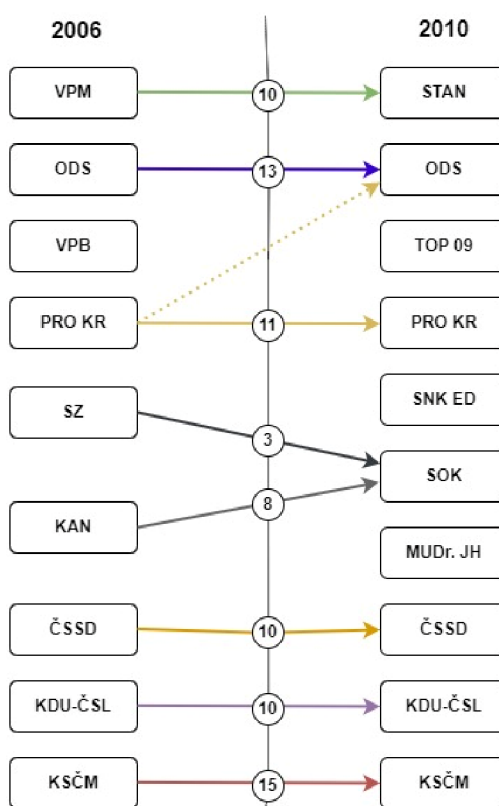 2006
2010
VPM
10
STAN
ODS
13
ODS
VPB
TOP 09
PRO KR
11
PRO KR
SZ
SNK ED
3
SOK
8
KAN
MUDr. JH
ČSSD
10
ČSSD
KDU-ČSL
10
KDU-ČSL
KSČM
15
KSČM